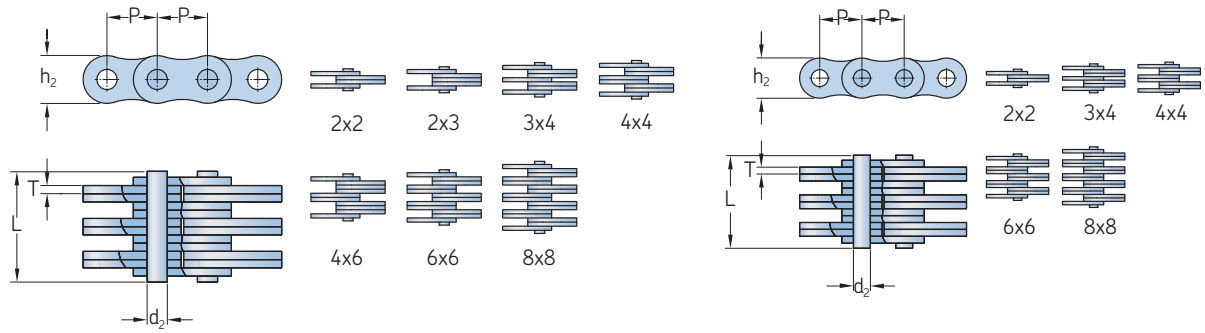 P P
h₂
2x2 2x3 3x4 4x4
T
L
4x6 6x6 8x8
d₂
P P
h₂
2x2 3x4 4x4
T
L
6x6 8x8
d₂